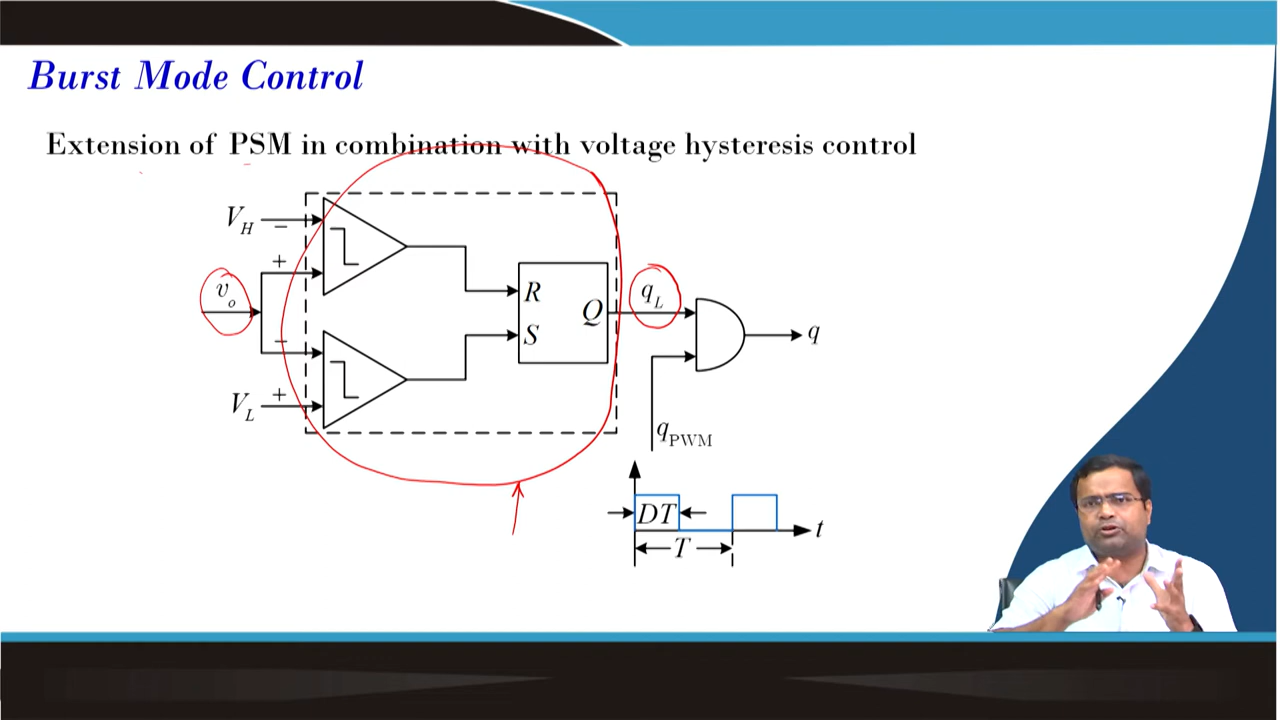 Burst Mode Control
Extension of PSM in combination with voltage hysteresis control
V_H
−
+
v_o
−
+
V_L
R
S
Q
q_L
q
q_PWM
DT
T
t